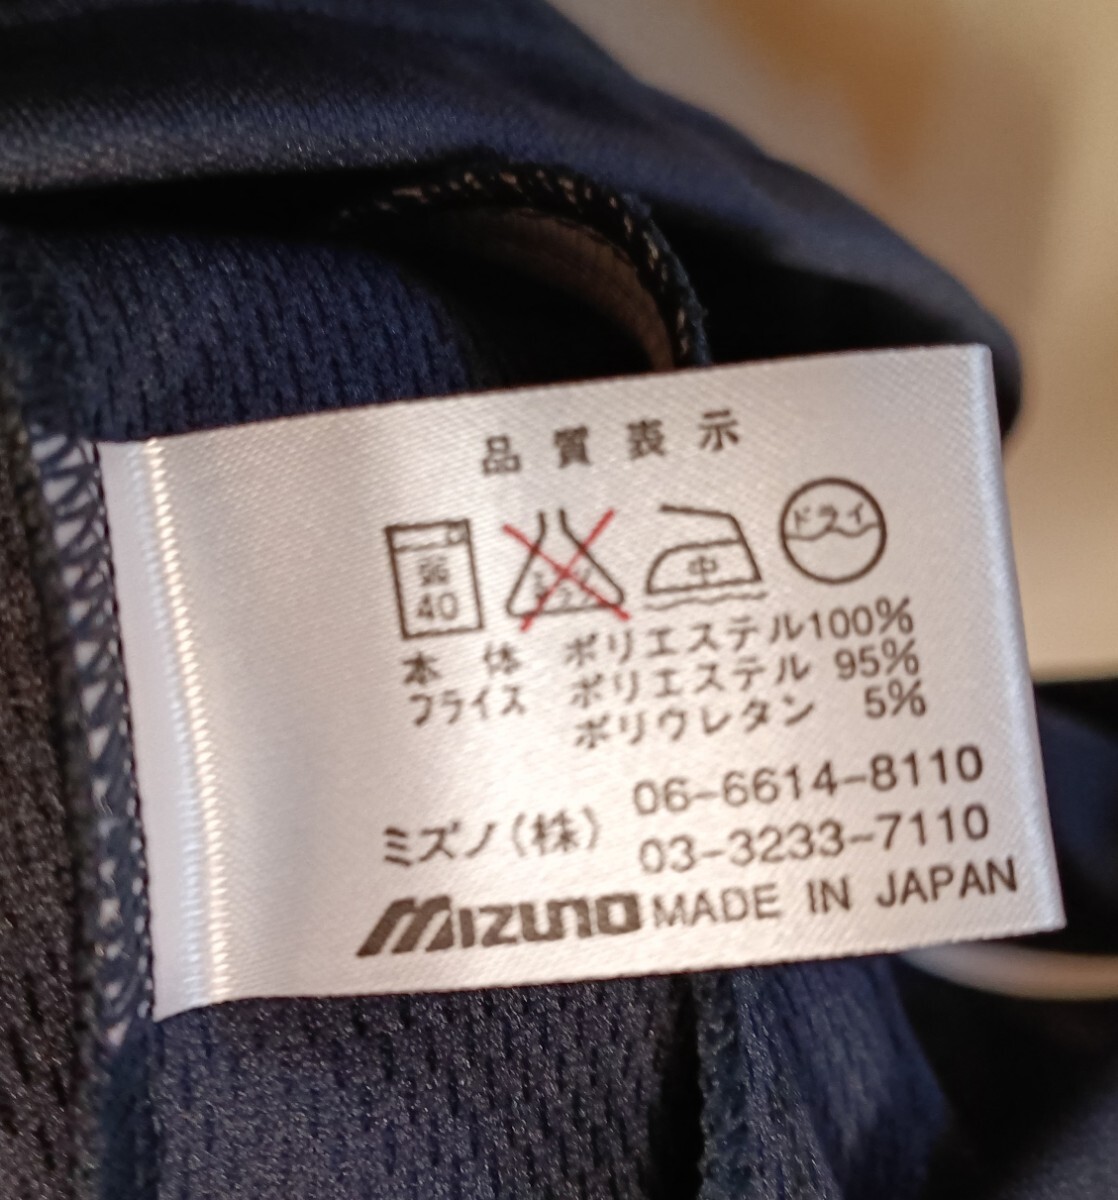 品質表示
弱 中 ドライ
40
本体 ポリエステル100%
フライス ポリエステル 95%
ポリウレタン 5%
06-6614-8110
ミズノ(株)
03-3233-7110
MIZUNO MADE IN JAPAN